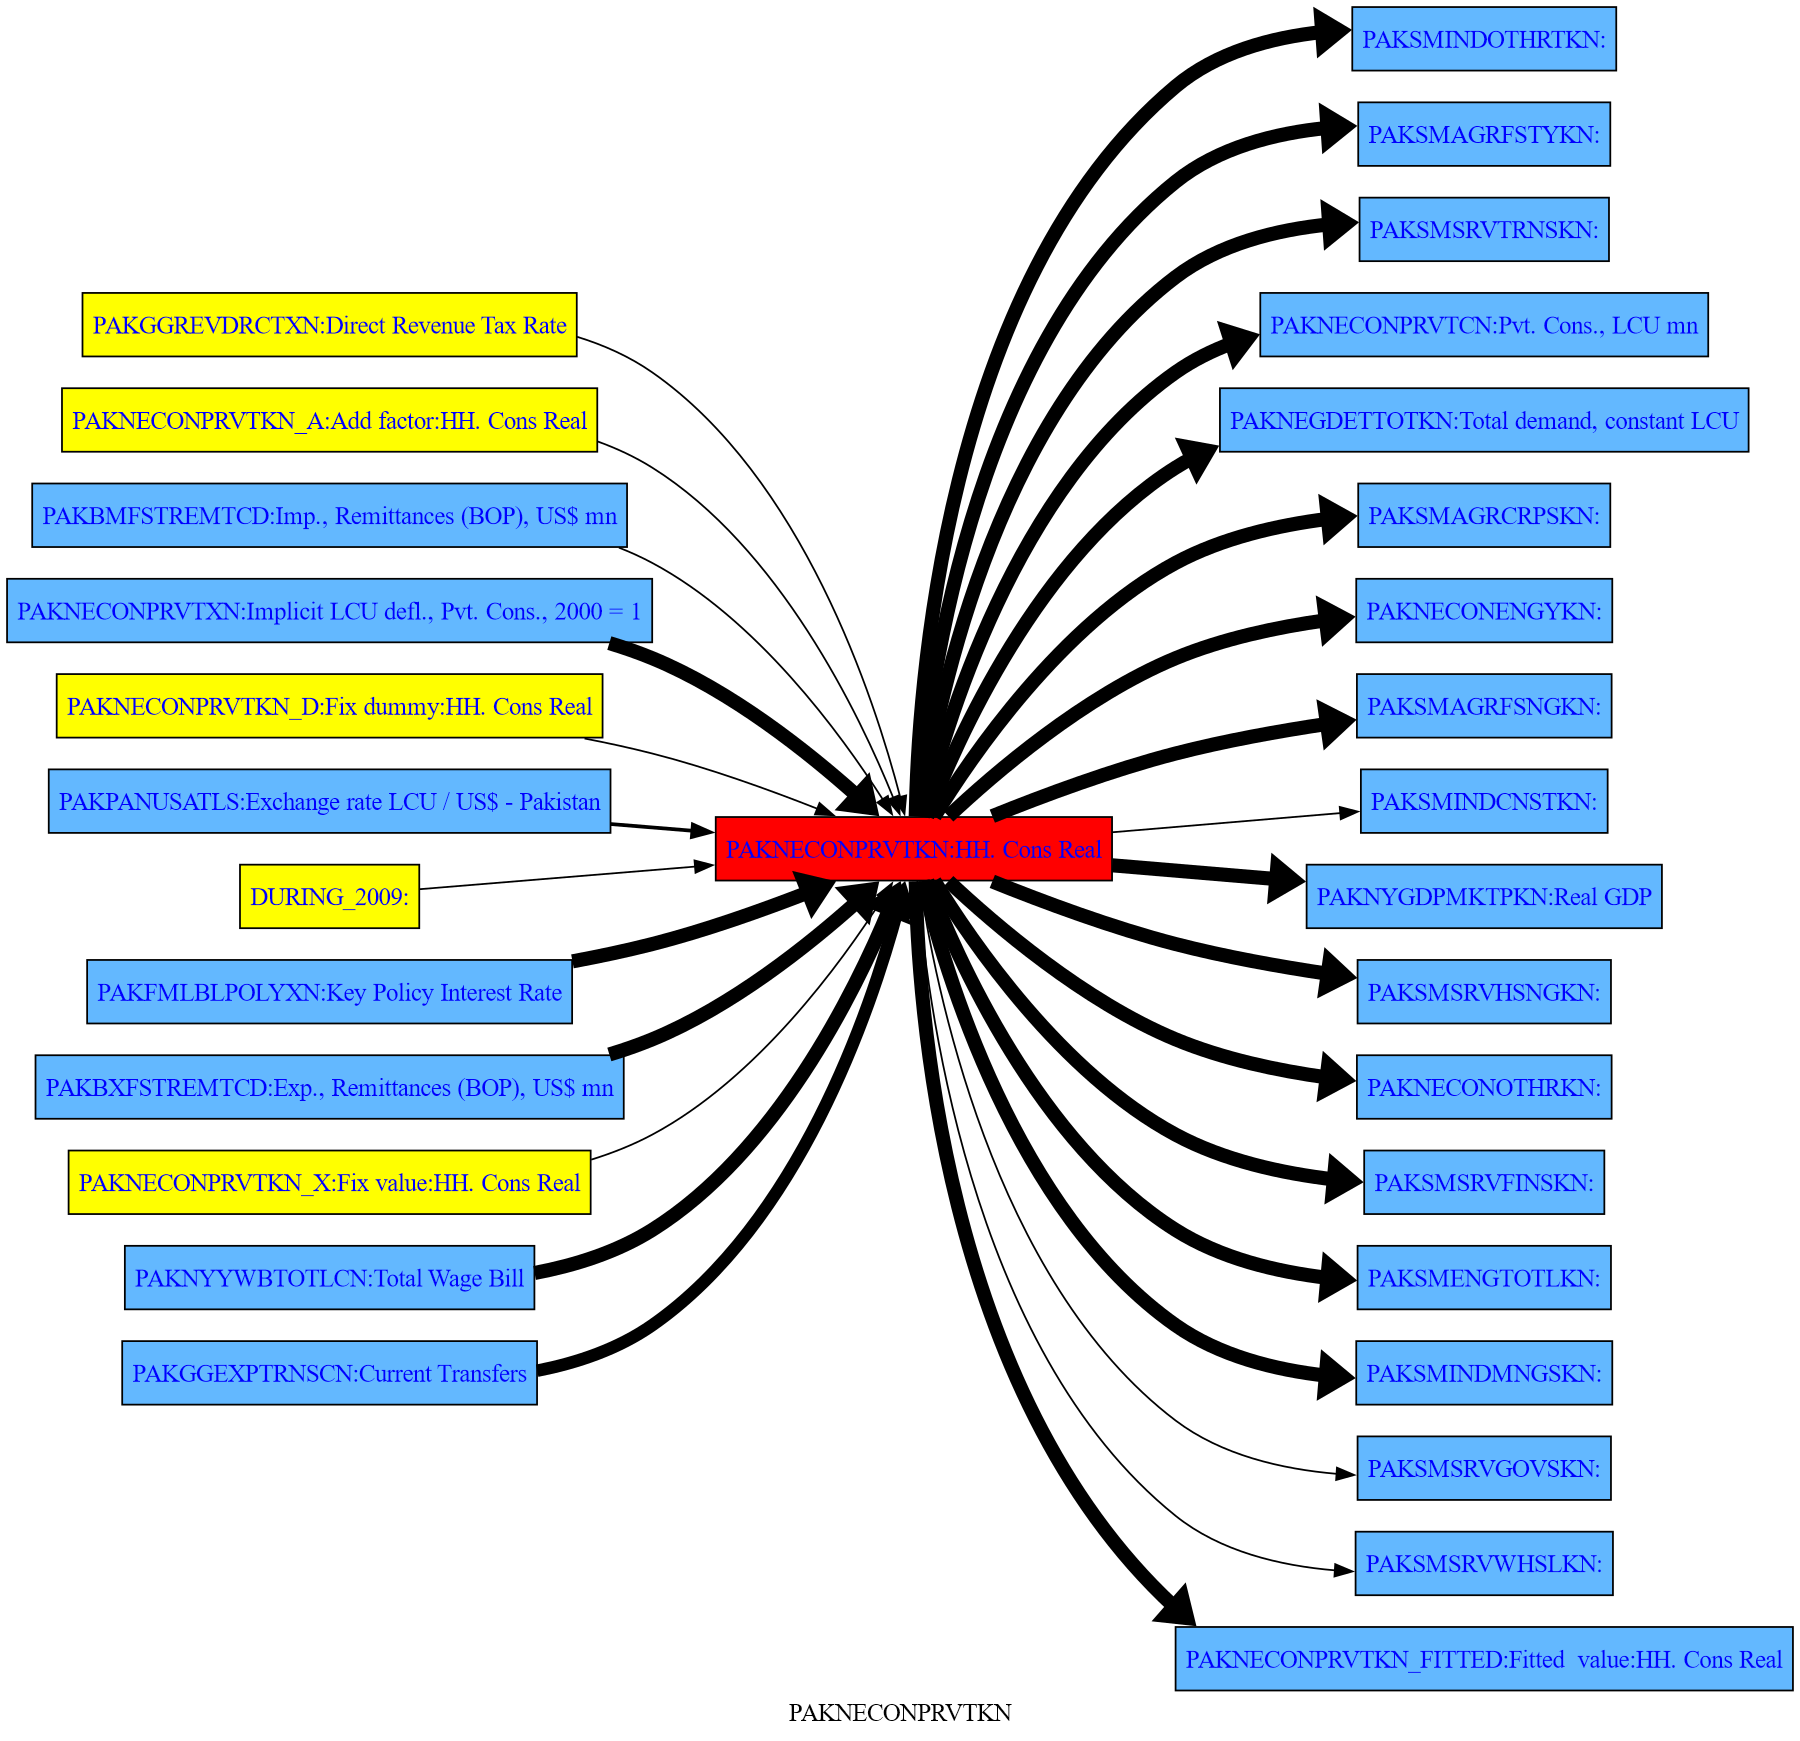 PAKGGREVDRCTXN:Direct Revenue Tax Rate
PAKNECONPRVTKN_A:Add factor:HH. Cons Real
PAKBMFSTREMTCD:Imp., Remittances (BOP), US$ mn
PAKNECONPRVTXN:Implicit LCU defl., Pvt. Cons., 2000 = 1
PAKNECONPRVTKN_D:Fix dummy:HH. Cons Real
PAKPANUSATLS:Exchange rate LCU / US$ - Pakistan
DURING_2009:
PAKFMLBLPOLYXN:Key Policy Interest Rate
PAKBXFSTREMTCD:Exp., Remittances (BOP), US$ mn
PAKNECONPRVTKN_X:Fix value:HH. Cons Real
PAKNYYWBTOTLCN:Total Wage Bill
PAKGGEXPTRNSCN:Current Transfers
PAKNECONPRVTKN:HH. Cons Real
PAKSMINDOTHRTKN:
PAKSMAGRFSTYKN:
PAKSMSRVTRNSKN:
PAKNECONPRVTCN:Pvt. Cons., LCU mn
PAKNEGDETTOTKN:Total demand, constant LCU
PAKSMAGRCRPSKN:
PAKNECONENGYKN:
PAKSMAGRFSNGKN:
PAKSMINDCNSTKN:
PAKNYGDPMKTPKN:Real GDP
PAKSMSRVHSNGKN:
PAKNECONOTHRKN:
PAKSMSRVFINSKN:
PAKSMENGTOTLKN:
PAKSMINDMNGSKN:
PAKSMSRVGOVSKN:
PAKSMSRVWHSLKN:
PAKNECONPRVTKN_FITTED:Fitted  value:HH. Cons Real
PAKNECONPRVTKN